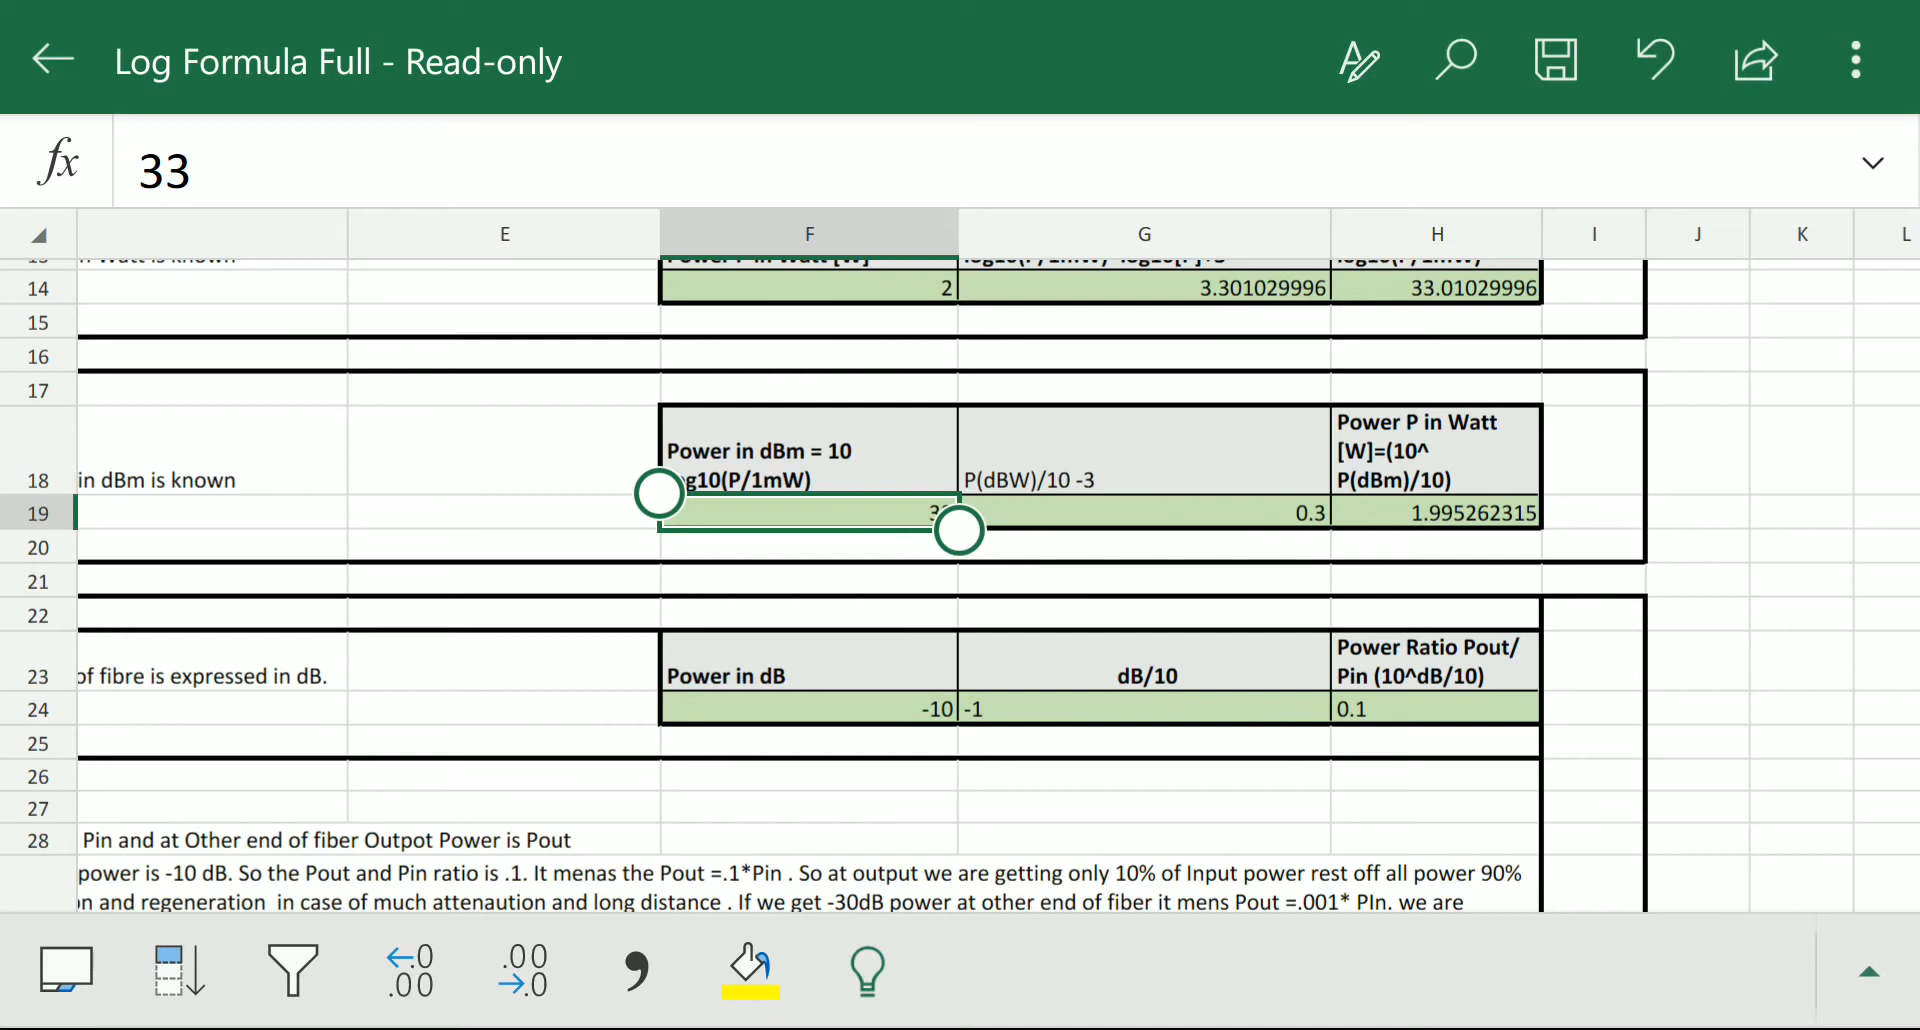 Log Formula Full - Read-only
fx 33
E F G H I J K L
14 2 3.301029996 33.01029996
15
16
17
Power in dBm = 10
Power P in Watt
[W]=(10^
18 in dBm is known g10(P/1mW) P(dBW)/10 -3 P(dBm)/10)
19 0.3 1.995262315
20
21
22
Power Ratio Pout/
23 of fibre is expressed in dB. Power in dB dB/10 Pin (10^dB/10)
24 -10 -1 0.1
25
26
27
28 Pin and at Other end of fiber Outpot Power is Pout
power is -10 dB. So the Pout and Pin ratio is .1. It menas the Pout =.1*Pin . So at output we are getting only 10% of Input power rest off all power 90%
n and regeneration in case of much attenaution and long distance . If we get -30dB power at other end of fiber it mens Pout =.001* PIn. we are
←.0 .00
.00 →.0